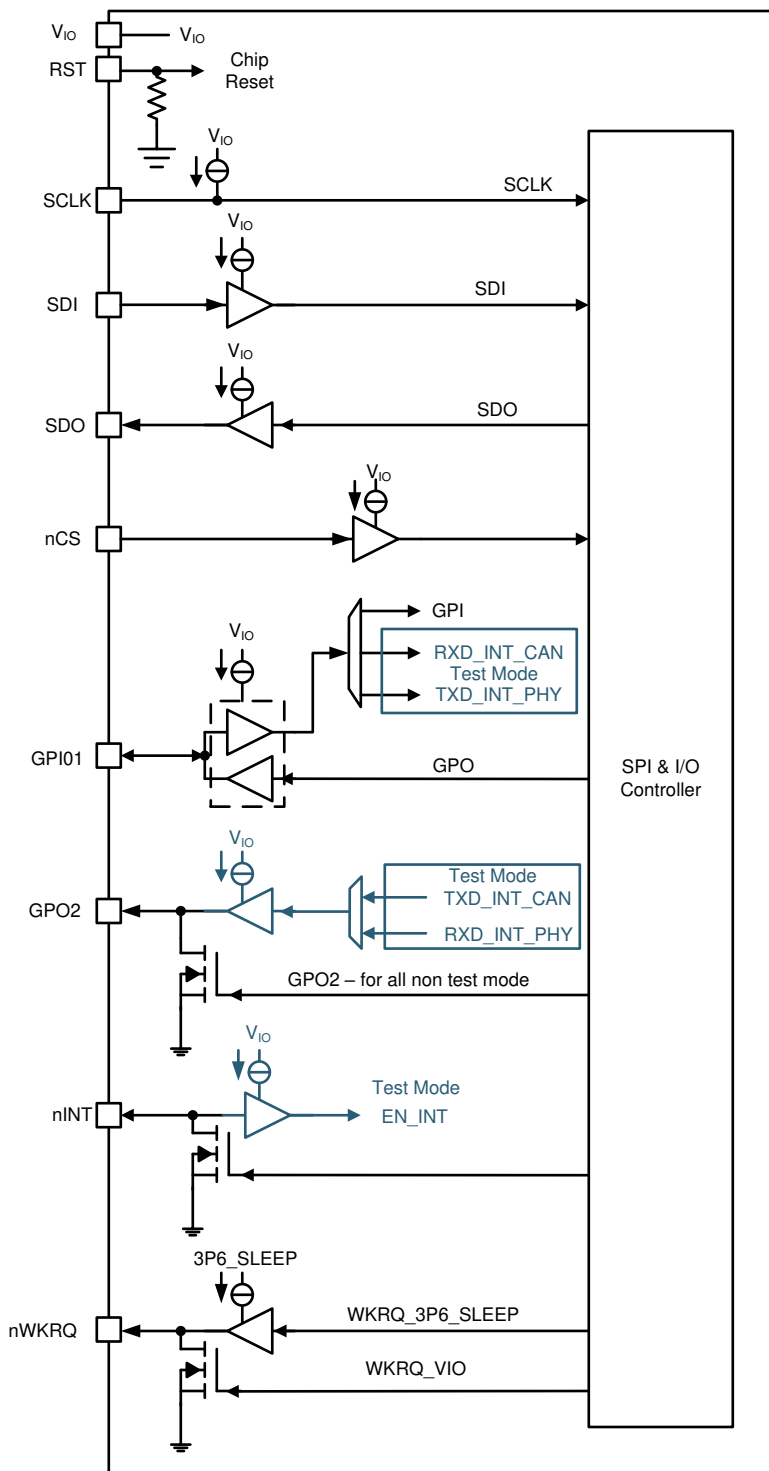 VIO
VIO
RST
Chip
Reset
VIO
SCLK
SCLK
VIO
SDI
SDI
VIO
SDO
SDO
VIO
nCS
GPI
VIO
RXD_INT_CAN
Test Mode
TXD_INT_PHY
GPI01
GPO
SPI & I/O
Controller
VIO
Test Mode
TXD_INT_CAN
GPO2
RXD_INT_PHY
GPO2 – for all non test mode
VIO
Test Mode
nINT
EN_INT
3P6_SLEEP
nWKRQ
WKRQ_3P6_SLEEP
WKRQ_VIO